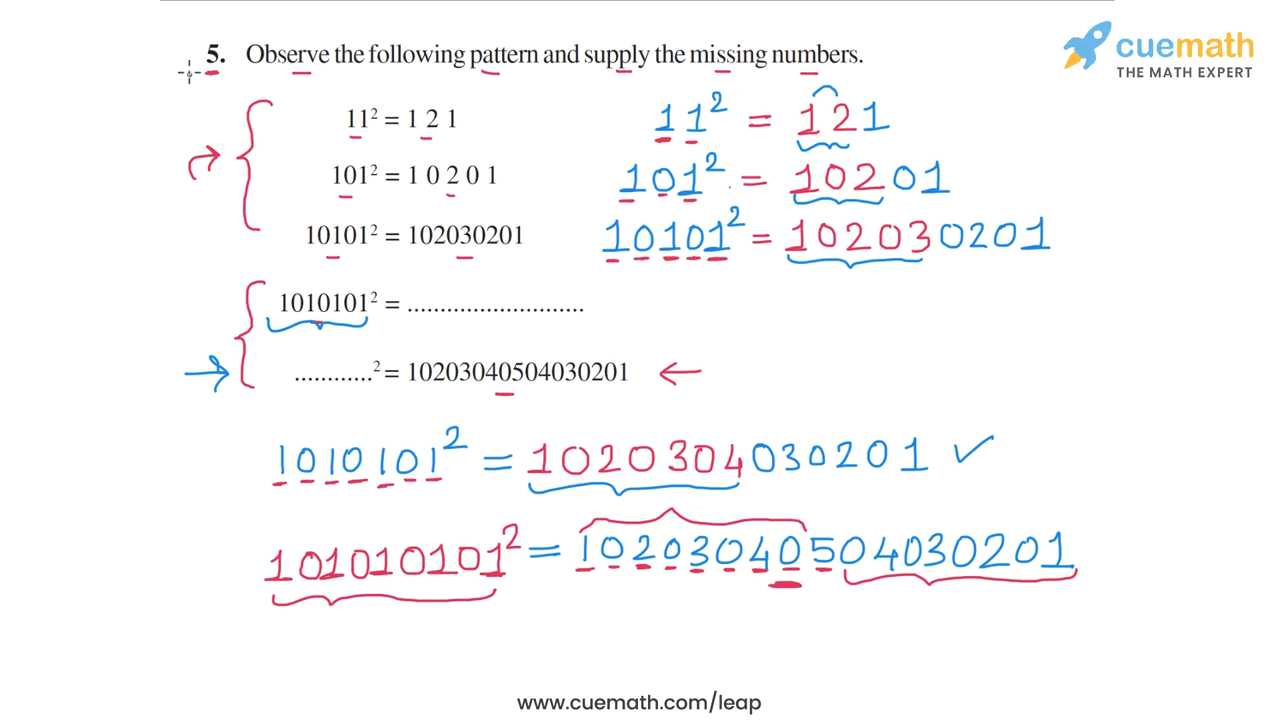 cuemath
THE MATH EXPERT
5. Observe the following pattern and supply the missing numbers.
11² = 1 2 1
11² = 121
101² = 1 0 2 0 1
101² = 10201
10101² = 102030201
10101² = 102030201
1010101² = ...........................
............² = 10203040504030201
1010101² = 1020304030201 ✓
101010101² = 10203040504030201
www.cuemath.com/leap